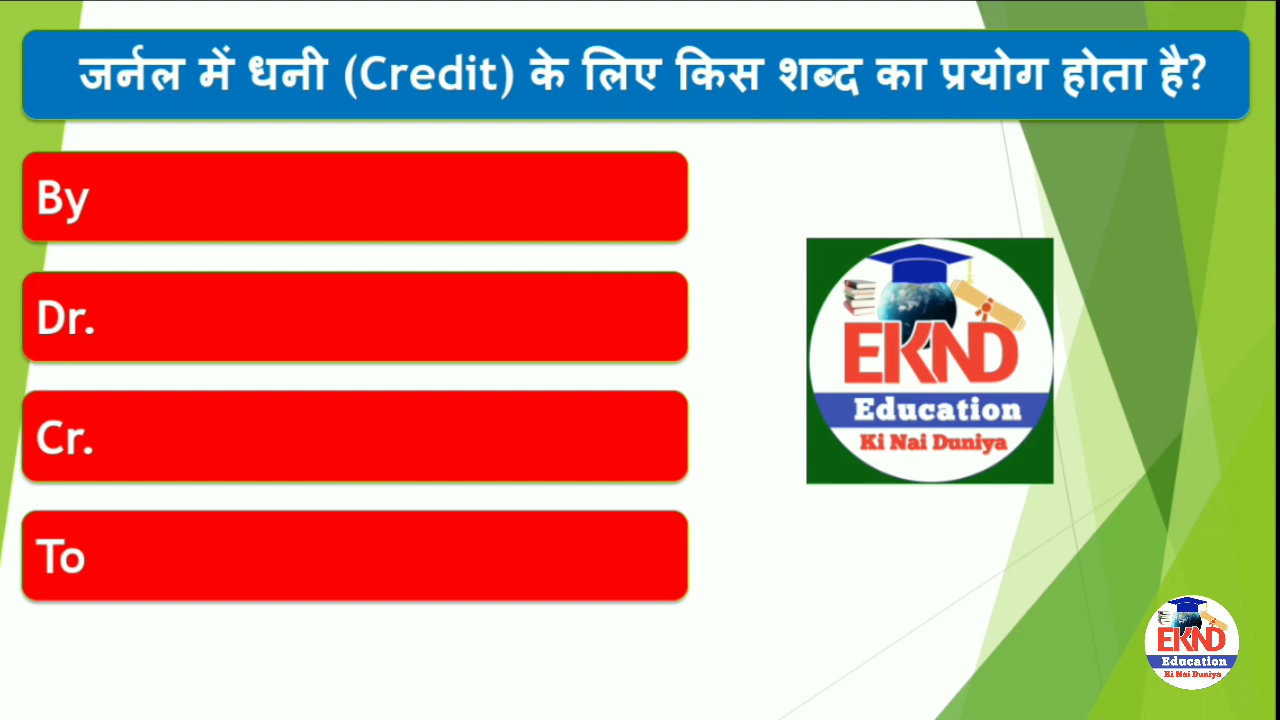 जर्नल में धनी (Credit) के लिए किस शब्द का प्रयोग होता है?
By
Dr.
Cr.
To
EKND
Education
Ki Nai Duniya
EKND
Education
Ki Nai Duniya